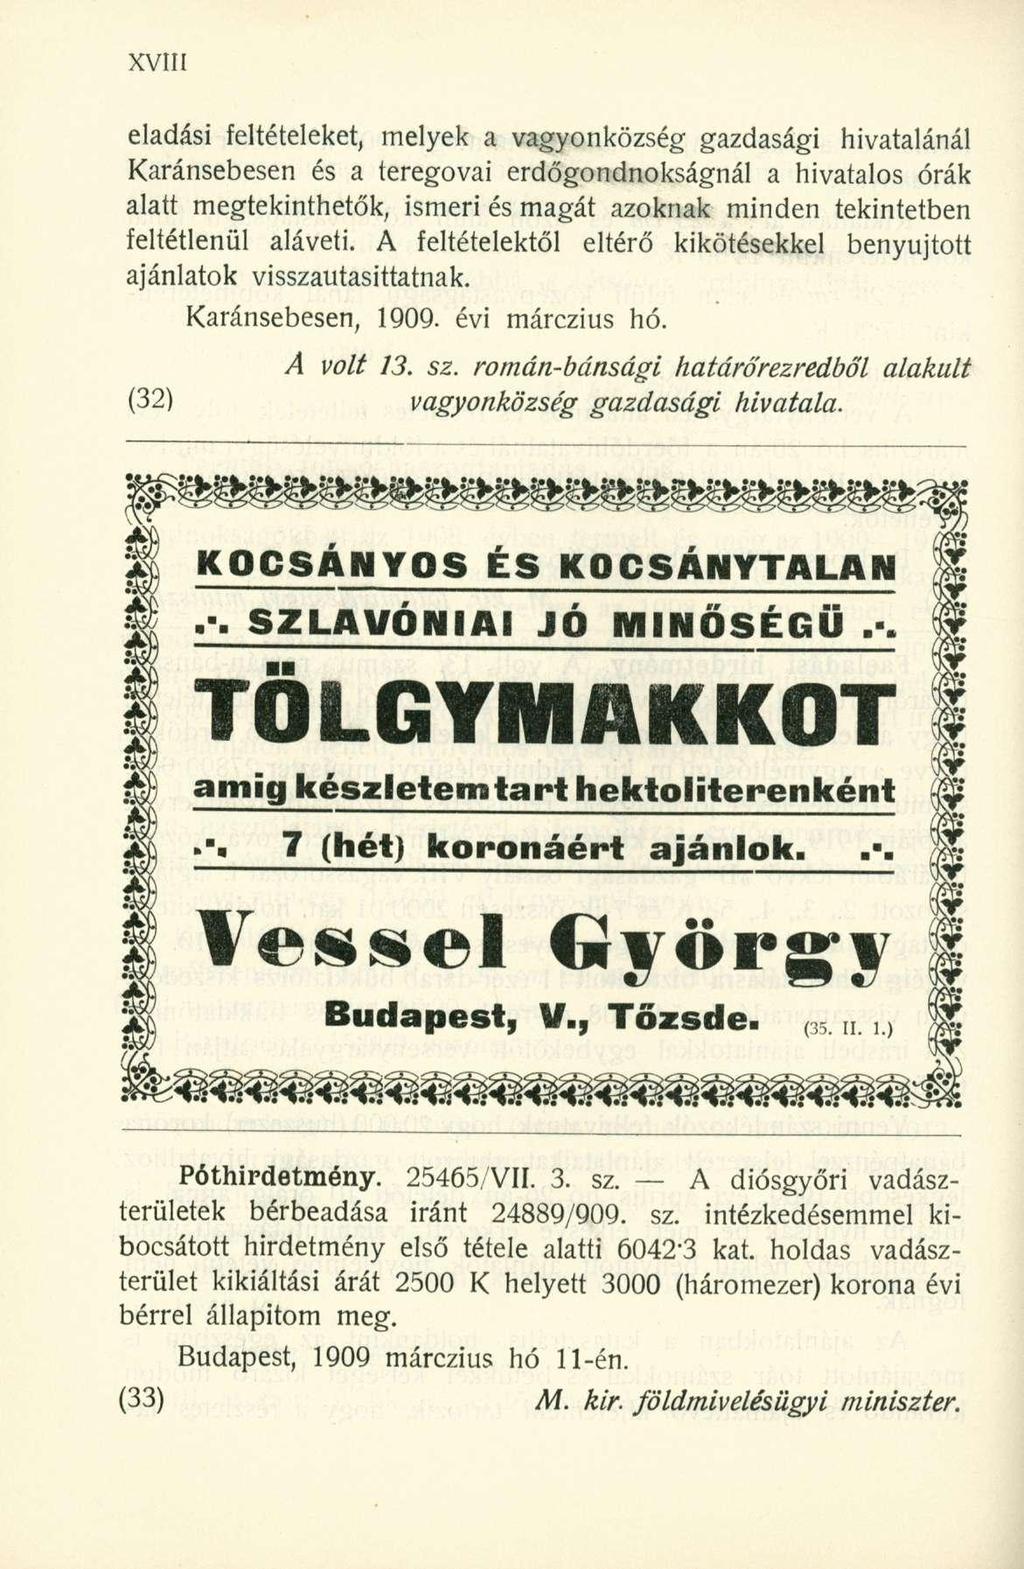 XVIII
eladási feltételeket, melyek a vagyonközség gazdasági hivatalánál
Karánsebesen és a teregovai erdőgondnokságnál a hivatalos órák
alatt megtekinthetők, ismeri és magát azoknak minden tekintetben
feltétlenül aláveti. A feltételektől eltérő kikötésekkel benyujtott
ajánlatok visszautasittatnak.
Karánsebesen, 1909. évi márczius hó.
A volt 13. sz. román-bánsági határőrezredből alakult
(32) vagyonközség gazdasági hivatala.
KOCSÁNYOS ÉS KOCSÁNYTALAN
SZLAVÓNIAI JÓ MINŐSÉGÜ
TÖLGYMAKKOT
amig készletem tart hektoliterenként
7 (hét) koronáért ajánlok.
Vessel György
Budapest, V., Tőzsde. (35. II. 1.)
Póthirdetmény. 25465/VII. 3. sz. — A diósgyőri vadász-
területek bérbeadása iránt 24889/909. sz. intézkedésemmel ki-
bocsátott hirdetmény első tétele alatti 6042·3 kat. holdas vadász-
terület kikiáltási árát 2500 K helyett 3000 (háromezer) korona évi
bérrel állapitom meg.
Budapest, 1909 márczius hó 11-én.
(33) M. kir. földmivelésügyi miniszter.